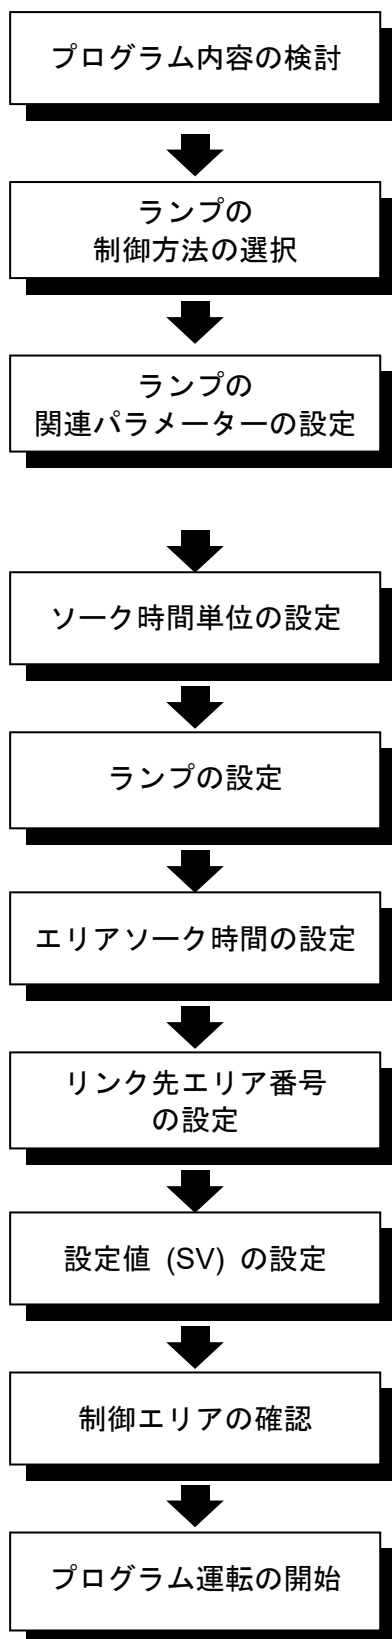 プログラム内容の検討
ランプの
制御方法の選択
ランプの
関連パラメーターの設定
ソーク時間単位の設定
ランプの設定
エリアソーク時間の設定
リンク先エリア番号
の設定
設定値 (SV) の設定
制御エリアの確認
プログラム運転の開始